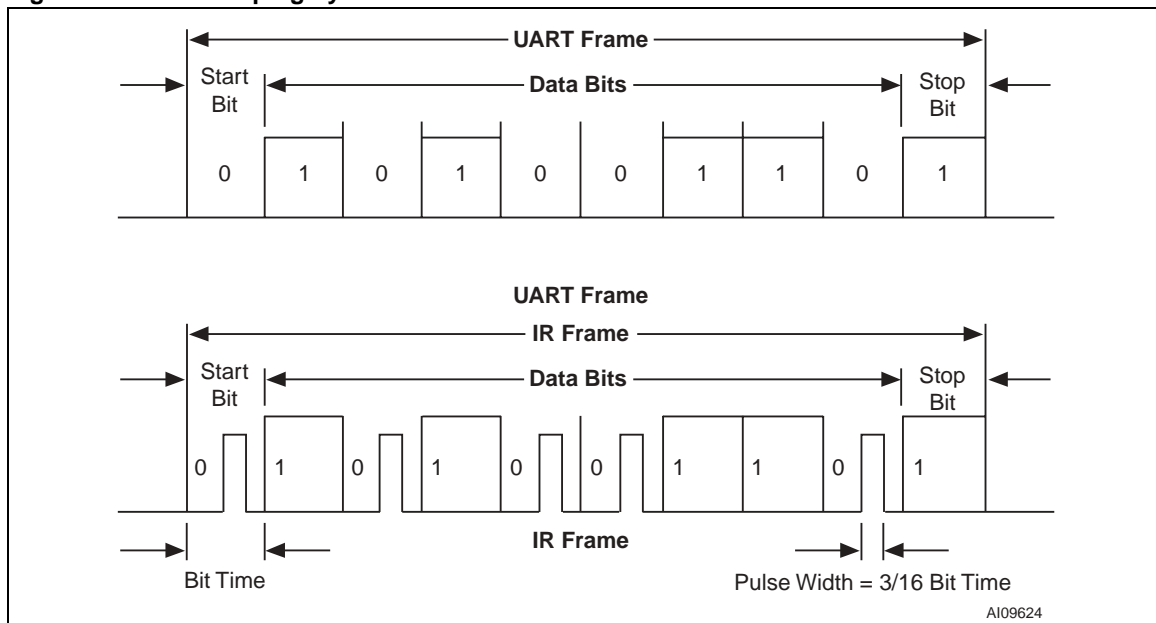 UART Frame
Start Bit
Data Bits
Stop Bit
0 1 0 1 0 0 1 1 0 1
UART Frame
IR Frame
Start Bit
Data Bits
Stop Bit
0 1 0 1 0 0 1 1 0 1
IR Frame
Bit Time
Pulse Width = 3/16 Bit Time
AI09624